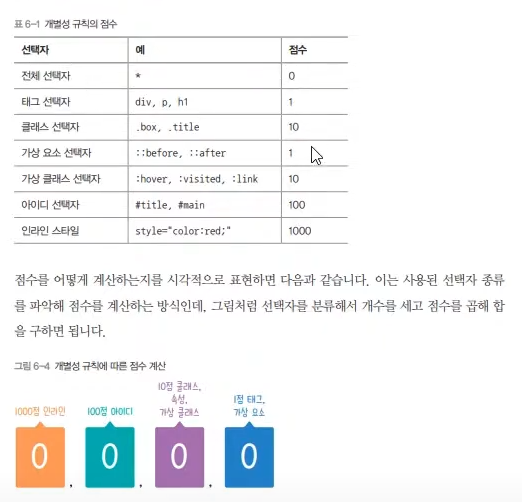 표 6-1 개별성 규칙의 점수
선택자 예 점수
전체 선택자 * 0
태그 선택자 div, p, h1 1
클래스 선택자 .box, .title 10
가상 요소 선택자 ::before, ::after 1
가상 클래스 선택자 :hover, :visited, :link 10
아이디 선택자 #title, #main 100
인라인 스타일 style="color:red;" 1000
점수를 어떻게 계산하는지를 시각적으로 표현하면 다음과 같습니다. 이는 사용된 선택자 종류
를 파악해 점수를 계산하는 방식인데, 그림처럼 선택자를 분류해서 개수를 세고 점수를 곱해 합
을 구하면 됩니다.
그림 6-4 개별성 규칙에 따른 점수 계산
1000점 인라인
100점 아이디
10점 클래스,
속성,
가상 클래스
1점 태그,
가상 요소
0 , 0 , 0 , 0